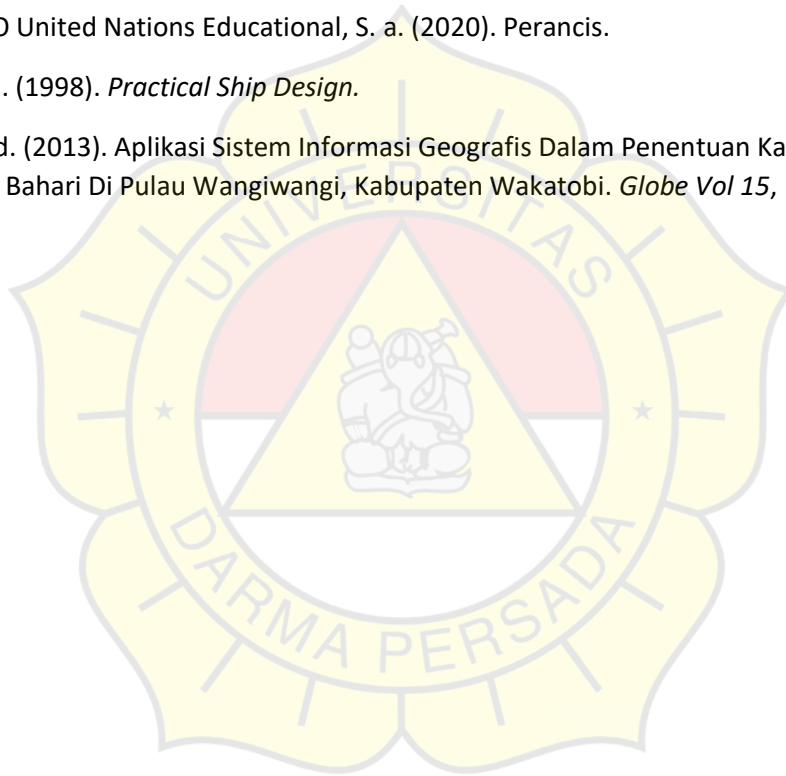 O United Nations Educational, S. a. (2020). Perancis.
. (1998). Practical Ship Design.
d. (2013). Aplikasi Sistem Informasi Geografis Dalam Penentuan Ka
Bahari Di Pulau Wangiwangi, Kabupaten Wakatobi. Globe Vol 15,
UNIVERSITAS
DARMA PERSADA